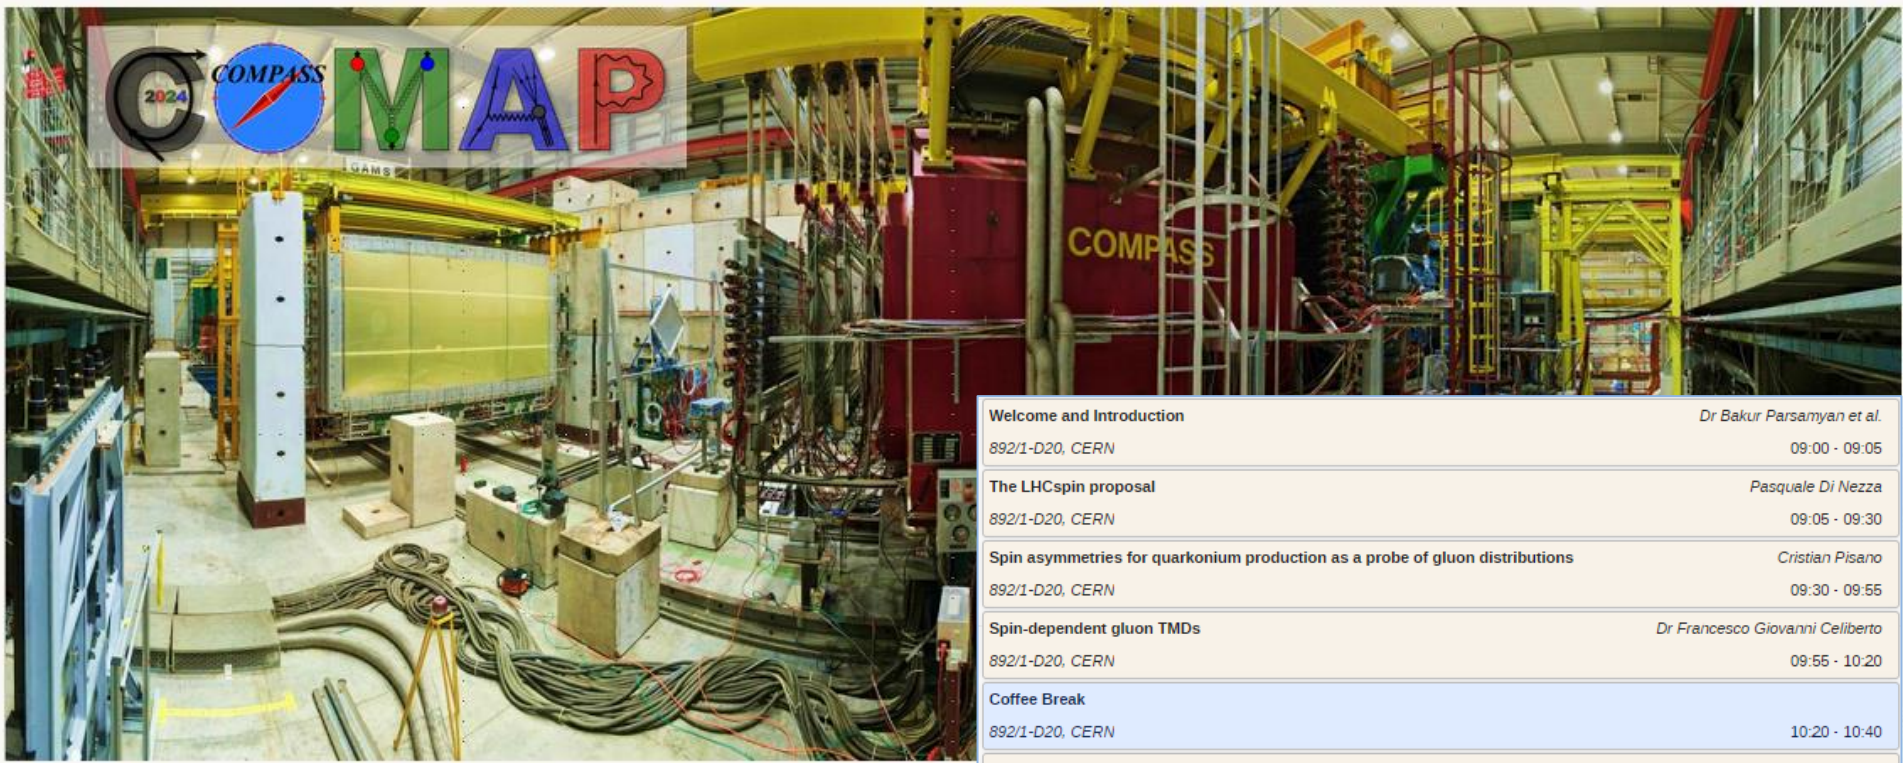 COMAP
2024
COMPASS
GAMS
COMPASS
Welcome and Introduction Dr Bakur Parsamyan et al.
892/1-D20, CERN 09:00 - 09:05
The LHCspin proposal Pasquale Di Nezza
892/1-D20, CERN 09:05 - 09:30
Spin asymmetries for quarkonium production as a probe of gluon distributions Cristian Pisano
892/1-D20, CERN 09:30 - 09:55
Spin-dependent gluon TMDs Dr Francesco Giovanni Celiberto
892/1-D20, CERN 09:55 - 10:20
Coffee Break
892/1-D20, CERN 10:20 - 10:40